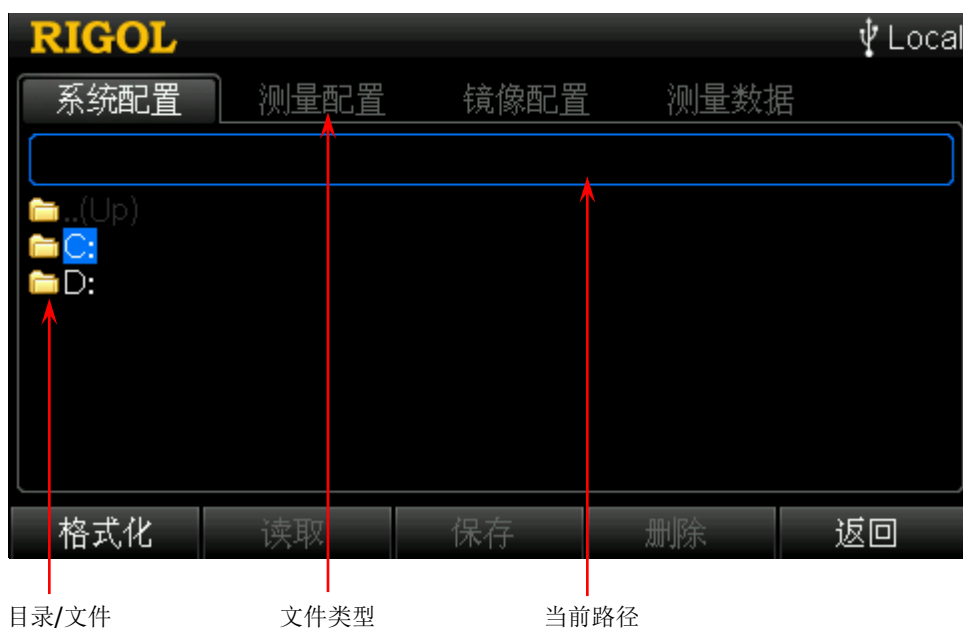 RIGOL Local
系统配置 测量配置 镜像配置 测量数据
..(Up)
C:
D:
格式化 读取 保存 删除 返回
目录/文件 文件类型 当前路径